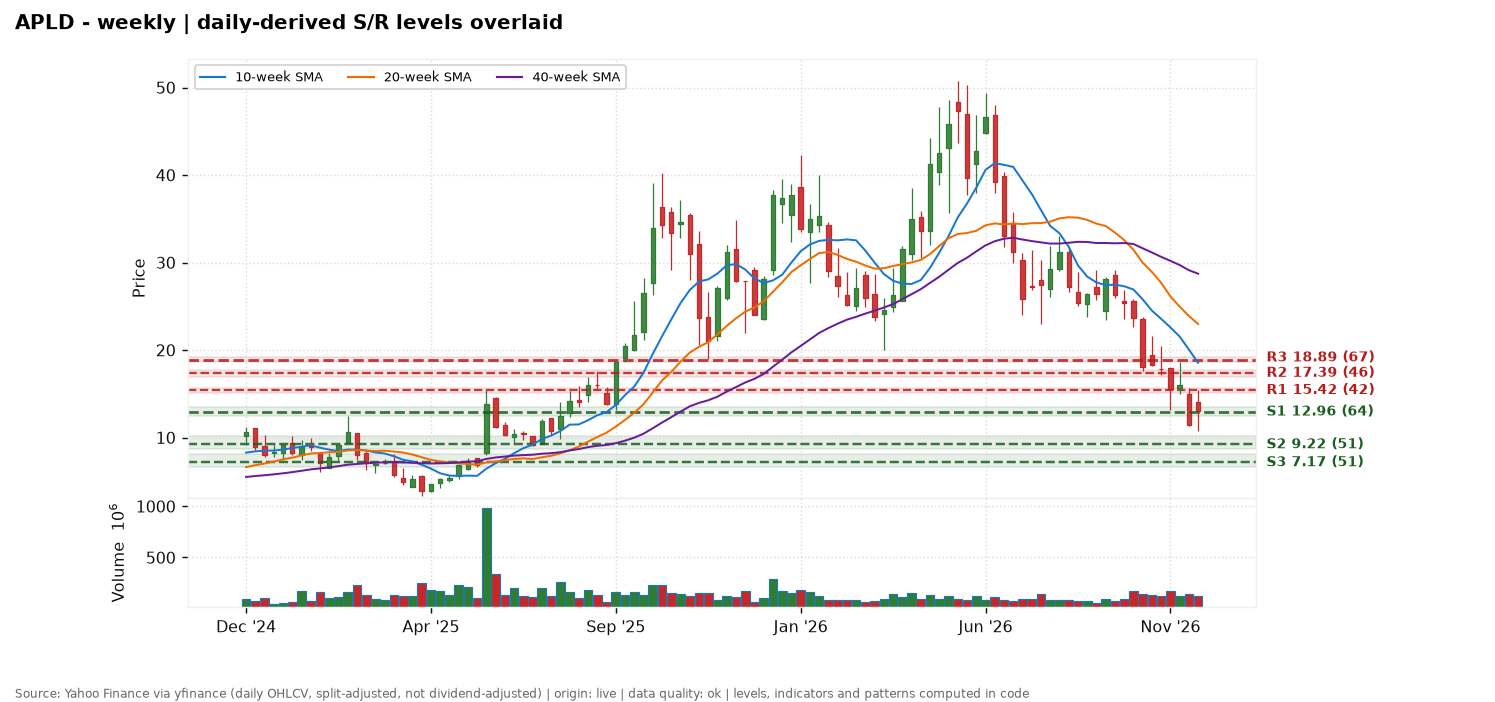 APLD - weekly | daily-derived S/R levels overlaid
10-week SMA 20-week SMA 40-week SMA
Price
50
40
30
20
10
R3 18.89 (67)
R2 17.39 (46)
R1 15.42 (42)
S1 12.96 (64)
S2 9.22 (51)
S3 7.17 (51)
Volume 10⁶
1000
500
Dec '24 Apr '25 Sep '25 Jan '26 Jun '26 Nov '26
Source: Yahoo Finance via yfinance (daily OHLCV, split-adjusted, not dividend-adjusted) | origin: live | data quality: ok | levels, indicators and patterns computed in code